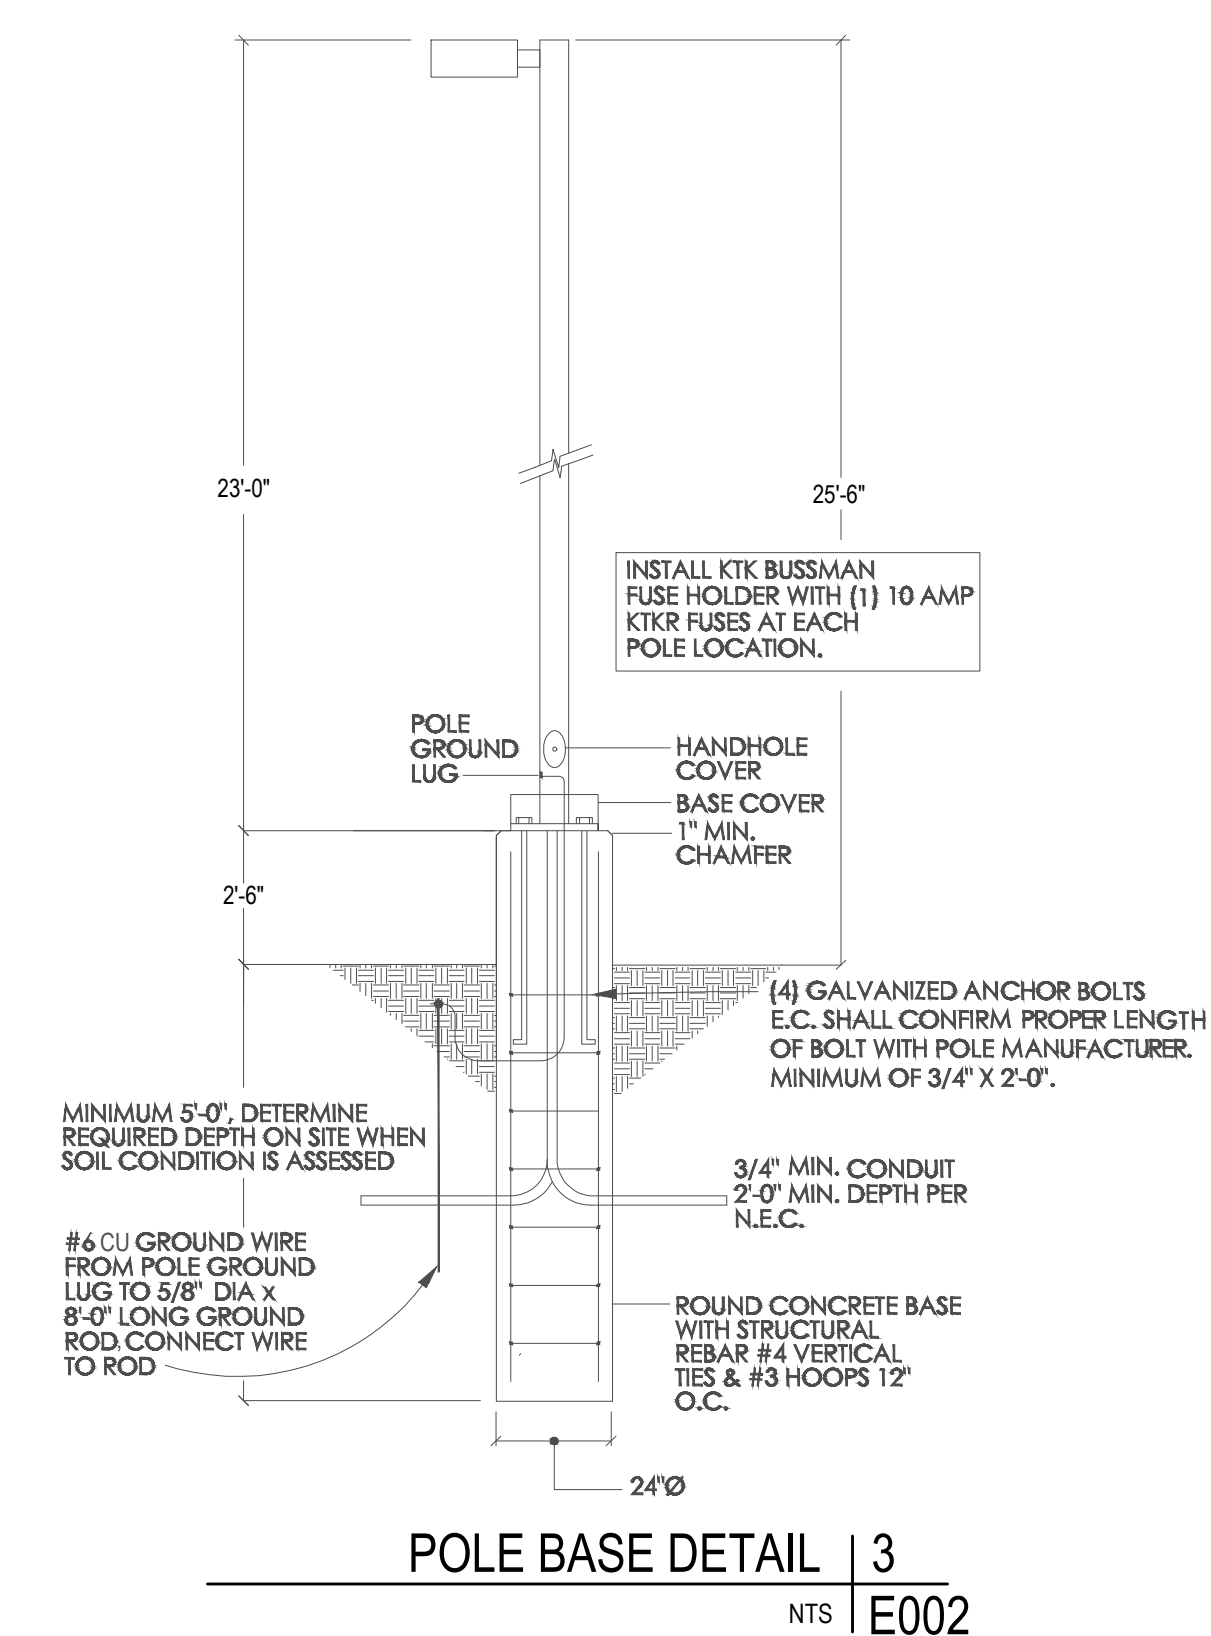 23'-0"
25'-6"
INSTALL KTK BUSSMAN
FUSE HOLDER WITH (1) 10 AMP
KTKR FUSES AT EACH
POLE LOCATION.
POLE
GROUND
LUG
HANDHOLE
COVER
BASE COVER
1" MIN.
CHAMFER
2'-6"
(4) GALVANIZED ANCHOR BOLTS
E.C. SHALL CONFIRM PROPER LENGTH
OF BOLT WITH POLE MANUFACTURER.
MINIMUM OF 3/4" X 2'-0".
MINIMUM 5'-0", DETERMINE
REQUIRED DEPTH ON SITE WHEN
SOIL CONDITION IS ASSESSED
3/4" MIN. CONDUIT
2'-0" MIN. DEPTH PER
N.E.C.
#6 CU GROUND WIRE
FROM POLE GROUND
LUG TO 5/8" DIA x
8'-0" LONG GROUND
ROD, CONNECT WIRE
TO ROD
ROUND CONCRETE BASE
WITH STRUCTURAL
REBAR #4 VERTICAL
TIES & #3 HOOPS 12"
O.C.
24"Ø
POLE BASE DETAIL 3
NTS E002